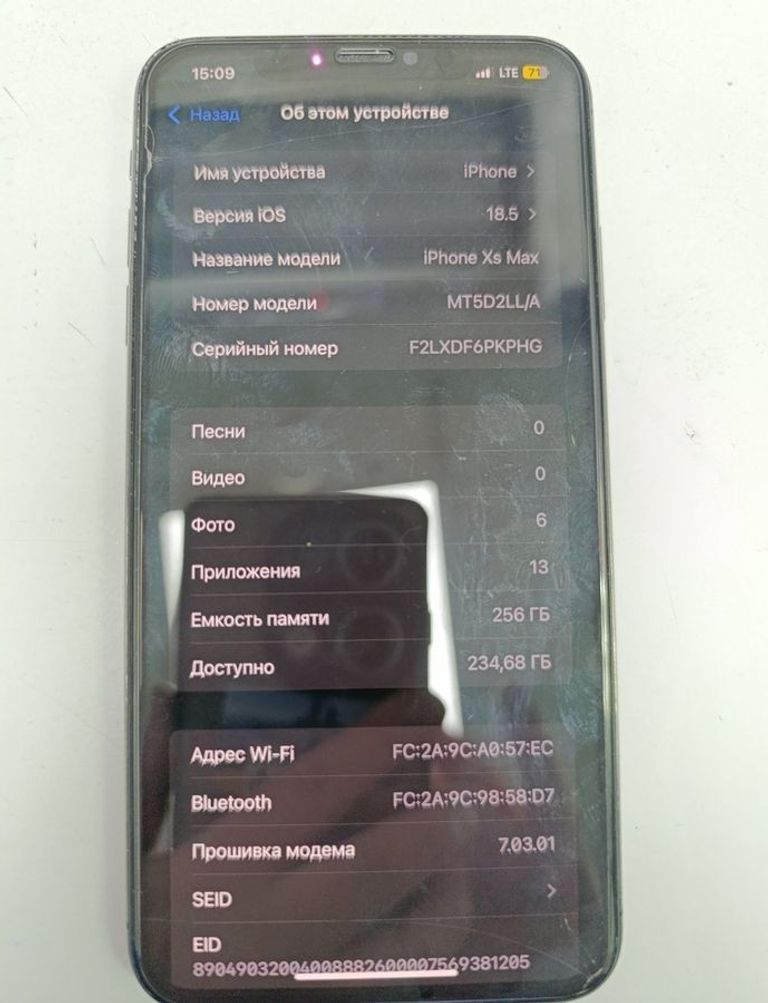 15:09 LTE 71
Назад Об этом устройстве
Имя устройства iPhone
Версия iOS 18.5
Название модели iPhone Xs Max
Номер модели MT5D2LL/A
Серийный номер F2LXDF6PKPHG
Песни 0
Видео 0
Фото 6
Приложения 13
Емкость памяти 256 ГБ
Доступно 234,68 ГБ
Адрес Wi-Fi FC:2A:9C:A0:57:EC
Bluetooth FC:2A:9C:98:58:D7
Прошивка модема 7.03.01
SEID
EID
89049032004008882600007569381205